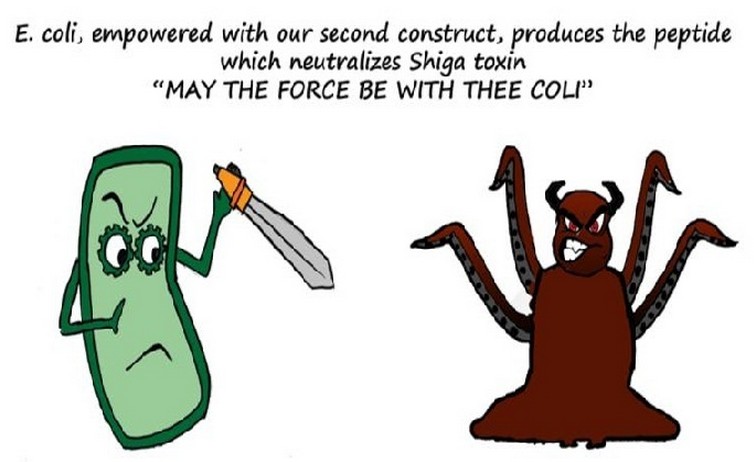 E. coli, empowered with our second construct, produces the peptide
which neutralizes Shiga toxin
“MAY THE FORCE BE WITH THEE COLI”